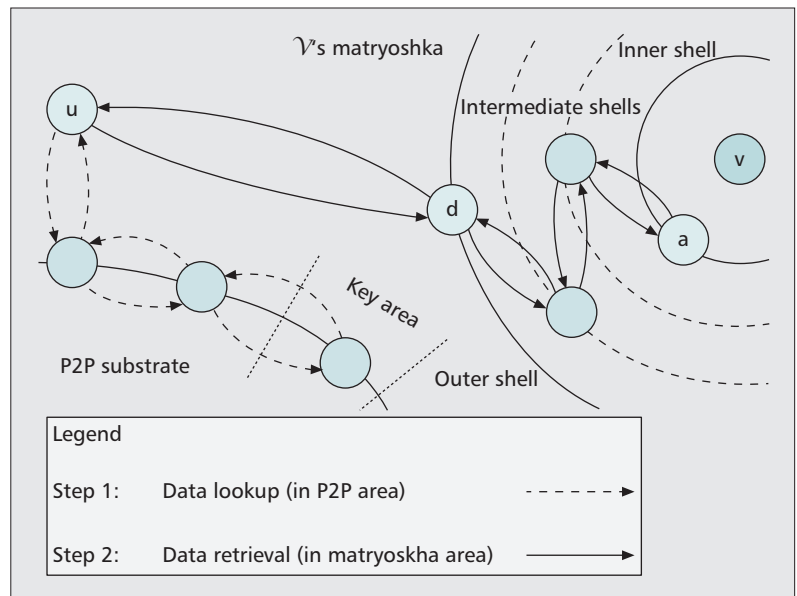 𝒱's matryoshka
Inner shell
Intermediate shells
u
v
d
a
Key area
P2P substrate
Outer shell
Legend
Step 1: Data lookup (in P2P area)
Step 2: Data retrieval (in matryoskha area)